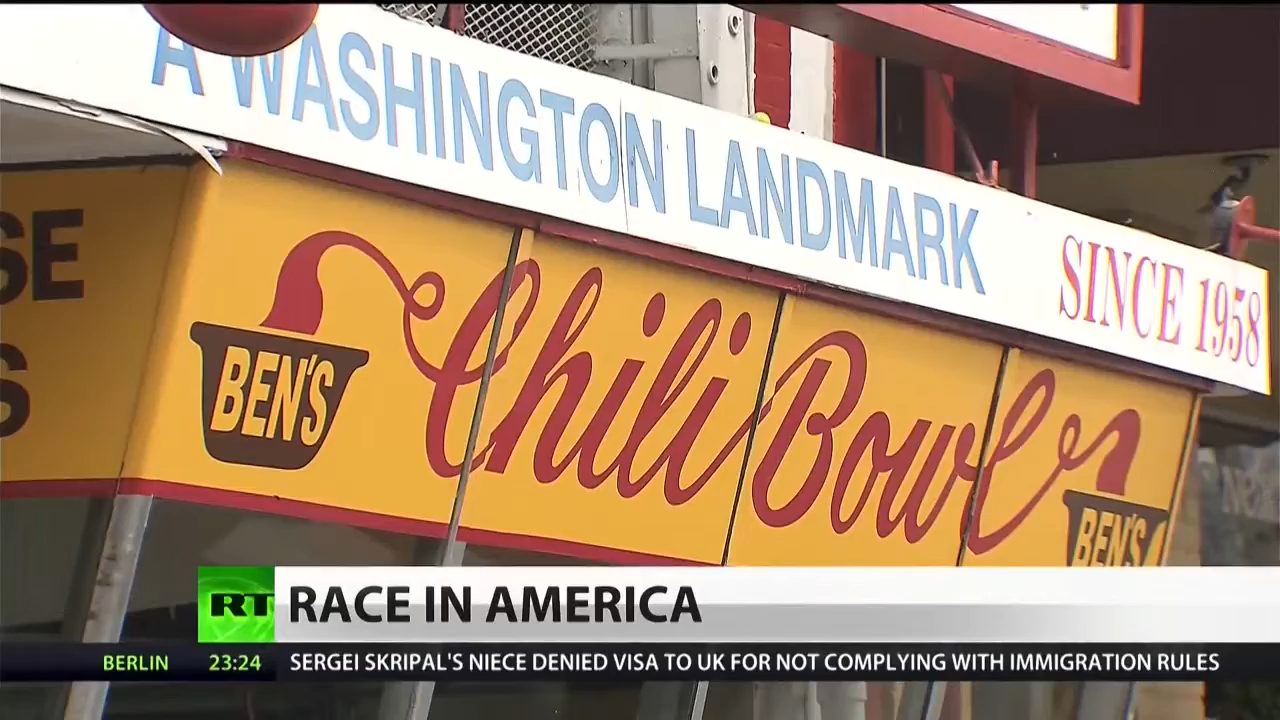 A WASHINGTON LANDMARK
SINCE 1958
SE
S
BEN'S
Chili Bowl
BEN'S
RT
RACE IN AMERICA
BERLIN 23:24
SERGEI SKRIPAL'S NIECE DENIED VISA TO UK FOR NOT COMPLYING WITH IMMIGRATION RULES